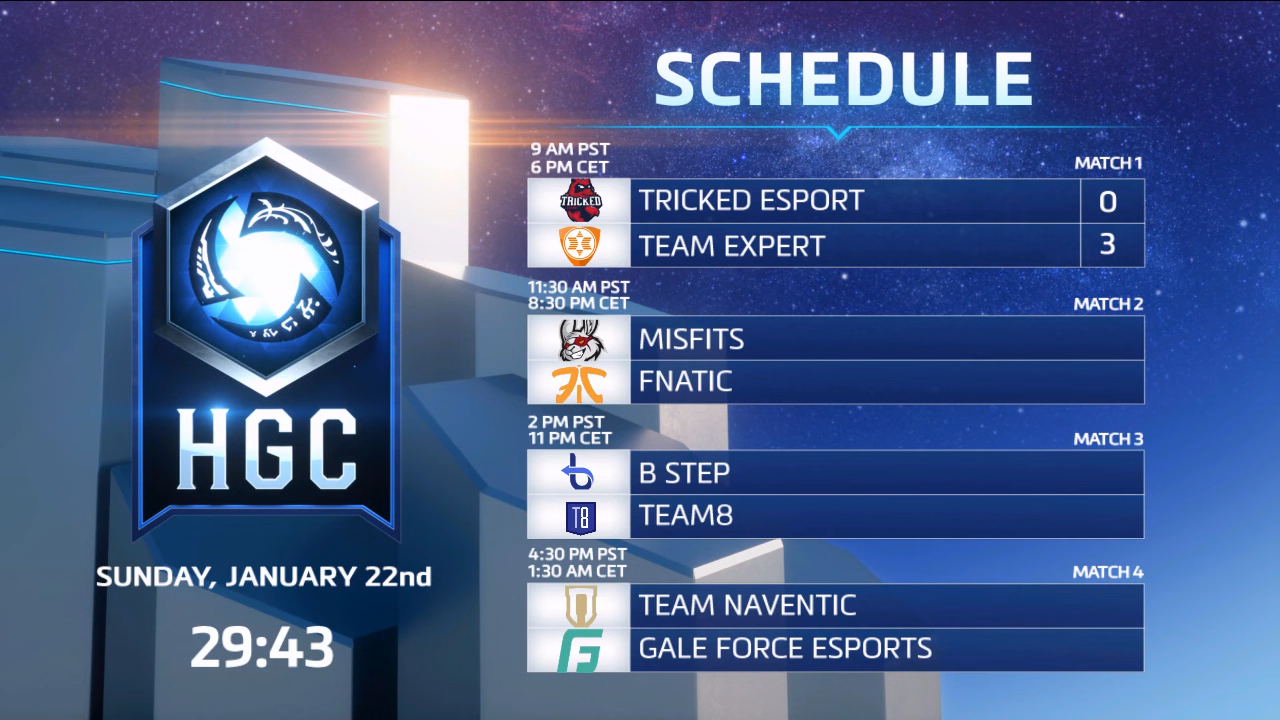 SCHEDULE
9 AM PST
6 PM CET
MATCH 1
TRICKED
TRICKED ESPORT
0
TEAM EXPERT
3
11:30 AM PST
8:30 PM CET
MATCH 2
MISFITS
FNATIC
2 PM PST
11 PM CET
MATCH 3
B STEP
T8
TEAM8
4:30 PM PST
1:30 AM CET
MATCH 4
TEAM NAVENTIC
GALE FORCE ESPORTS
HGC
SUNDAY, JANUARY 22nd
29:43